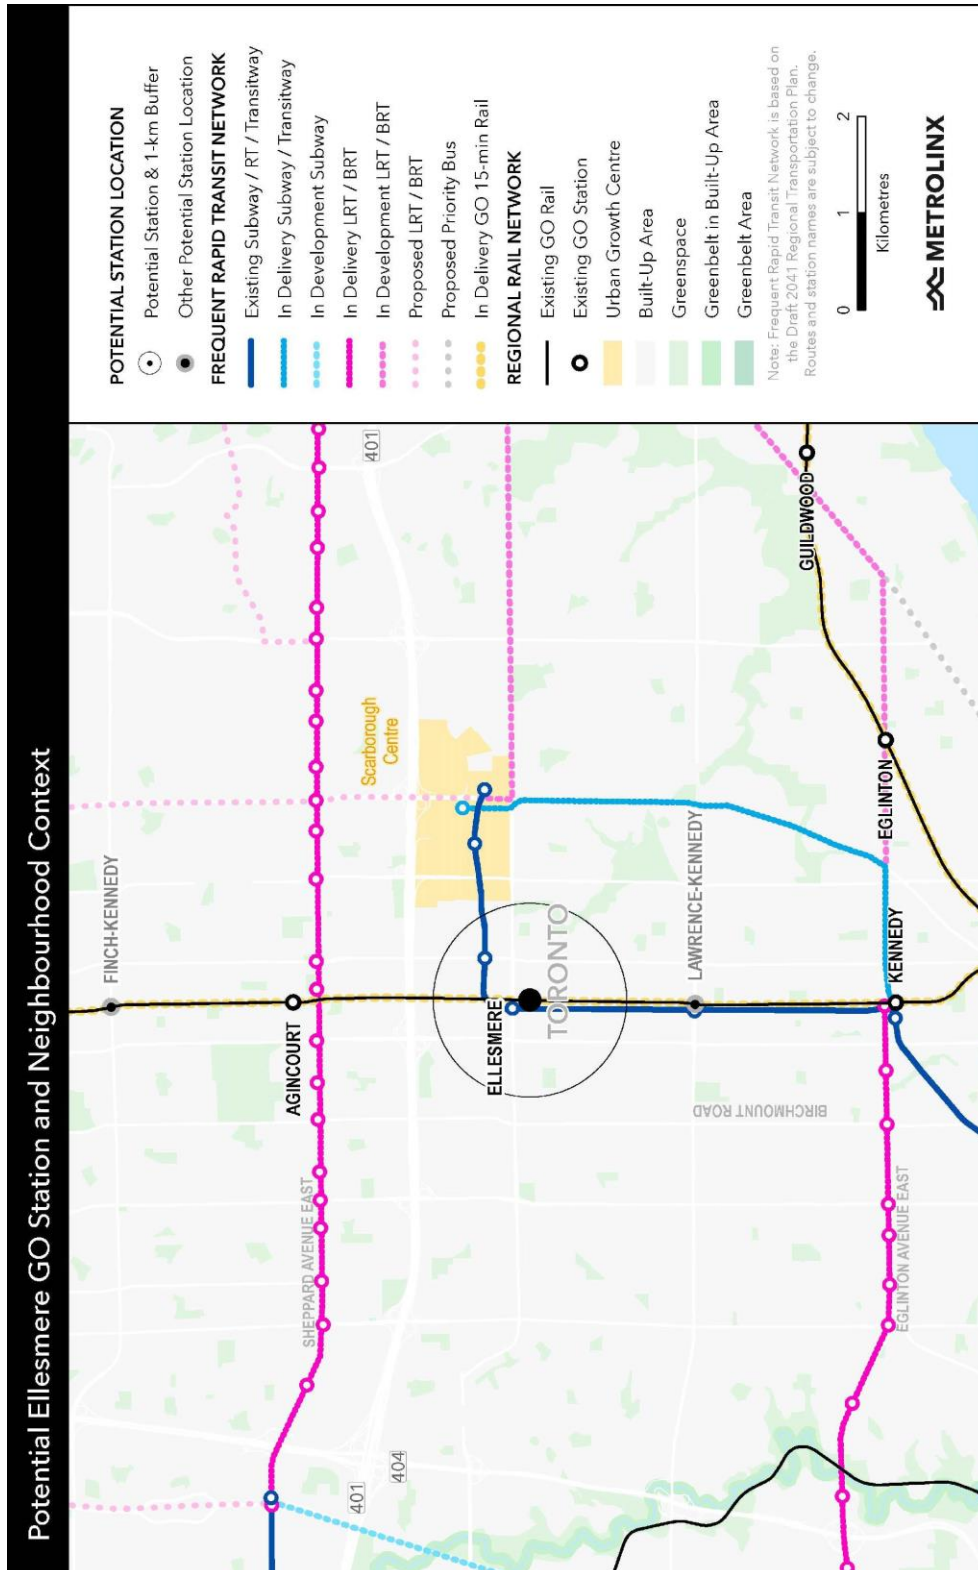 Potential Ellesmere GO Station and Neighbourhood Context
FINCH-KENNEDY
AGINCOURT
SHEPPARD AVENUE EAST
401
404
401
Scarborough
Centre
ELLESMERE
TORONTO
LAWRENCE-KENNEDY
BIRCHMOUNT ROAD
KENNEDY
EGLINTON
EGLINTON AVENUE EAST
GUILDWOOD
POTENTIAL STATION LOCATION
Potential Station & 1-km Buffer
Other Potential Station Location
FREQUENT RAPID TRANSIT NETWORK
Existing Subway / RT / Transitway
In Delivery Subway / Transitway
In Development Subway
In Delivery LRT / BRT
In Development LRT / BRT
Proposed LRT / BRT
Proposed Priority Bus
In Delivery GO 15-min Rail
REGIONAL RAIL NETWORK
Existing GO Rail
Existing GO Station
Urban Growth Centre
Built-Up Area
Greenspace
Greenbelt in Built-Up Area
Greenbelt Area
Note: Frequent Rapid Transit Network is based on
the Draft 2041 Regional Transportation Plan.
Routes and station names are subject to change.
0 1 2
Kilometres
METROLINX